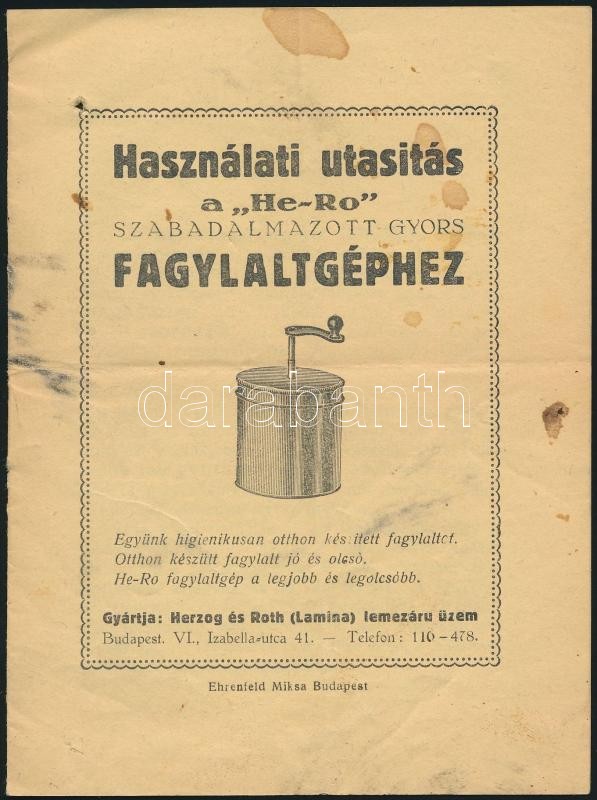 Használati utasitás
a „He-Ro”
SZABADALMAZOTT GYORS
FAGYLALTGÉPHEZ
darabanth
Együnk higienikusan otthon készített fagylaltot.
Otthon készült fagylalt jó és olcsò.
He-Ro fagylaltgép a legjobb és legolcsóbb.
Gyártja: Herzog és Roth (Lamina) lemezáru üzem
Budapest. VI., Izabella-utca 41. — Telefon: 110–478.
Ehrenfeld Miksa Budapest